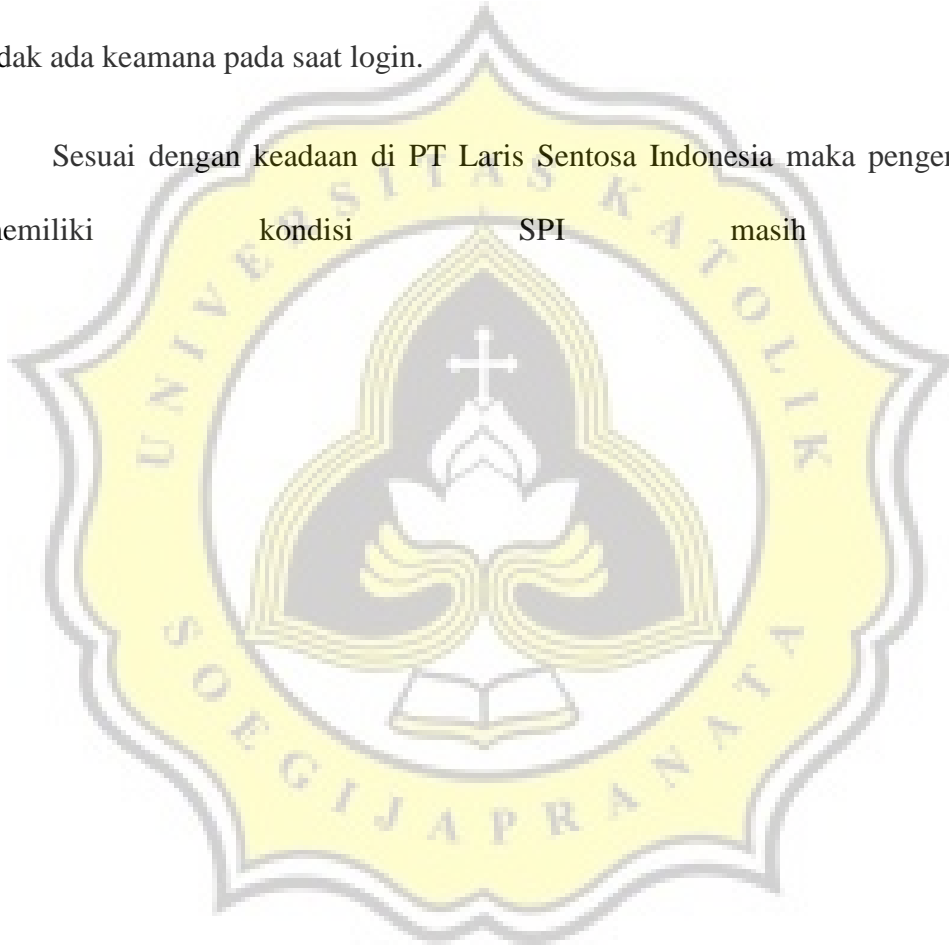 dak ada keamana pada saat login.
Sesuai dengan keadaan di PT Laris Sentosa Indonesia maka penger
emiliki kondisi SPI masih
UNIVERSITAS KATOLIK
SOEGIJAPRANATA